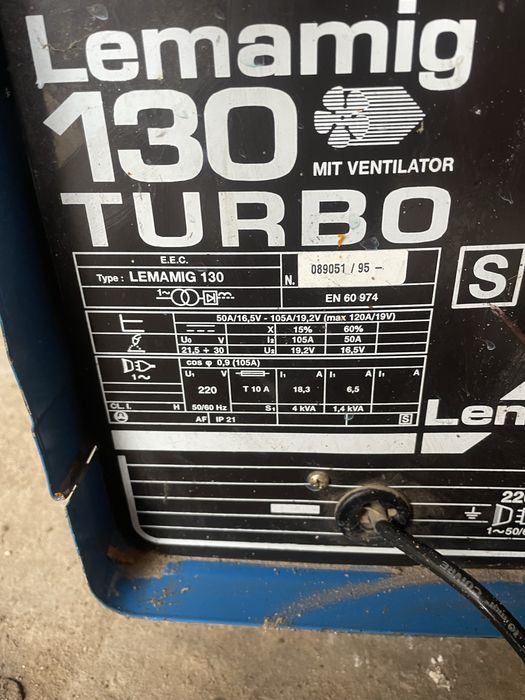 Lemamig
130
MIT VENTILATOR
TURBO
E.E.C.
Type: LEMAMIG 130
N. 089051 / 95 -
1~
EN 60 974
S
50A/16,5V - 105A/19,2V (max 120A/19V)
X 15% 60%
U₀ V I₂ 105A 50A
21,5 ÷ 30 U₂ 19,2V 16,5V
cos φ 0,9 (105A)
1~ U₁ V I₁ A I₁ A I₁ A
220 T 10 A 18,3 6,5
CL. I. H 50/60 Hz S₁ 4 kVA 1,4 kVA
A AF IP 21 S
Len
220
1~50/6